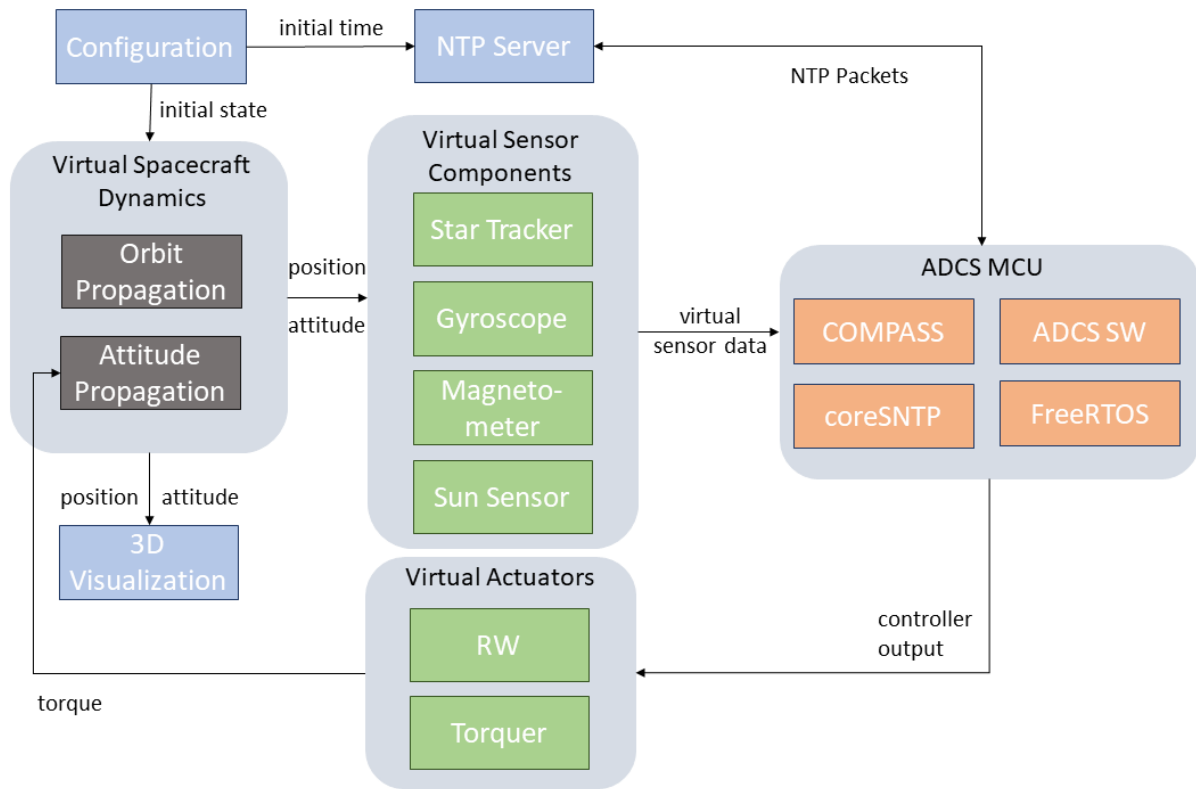 Configuration
initial time
NTP Server
NTP Packets
initial state
Virtual Spacecraft
Dynamics
Orbit
Propagation
Attitude
Propagation
position
attitude
Virtual Sensor
Components
Star Tracker
Gyroscope
Magneto-
meter
Sun Sensor
virtual
sensor data
ADCS MCU
COMPASS
ADCS SW
coreSNTP
FreeRTOS
position
attitude
3D
Visualization
Virtual Actuators
RW
Torquer
controller
output
torque